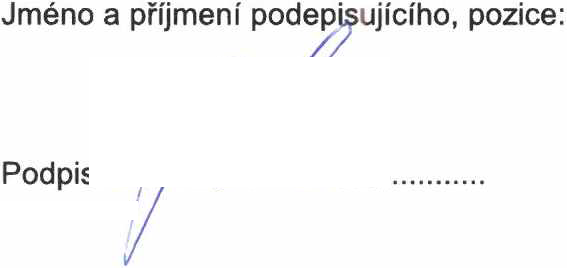 Jméno a příjmení podepisujícího, pozice:
Podpis ...........